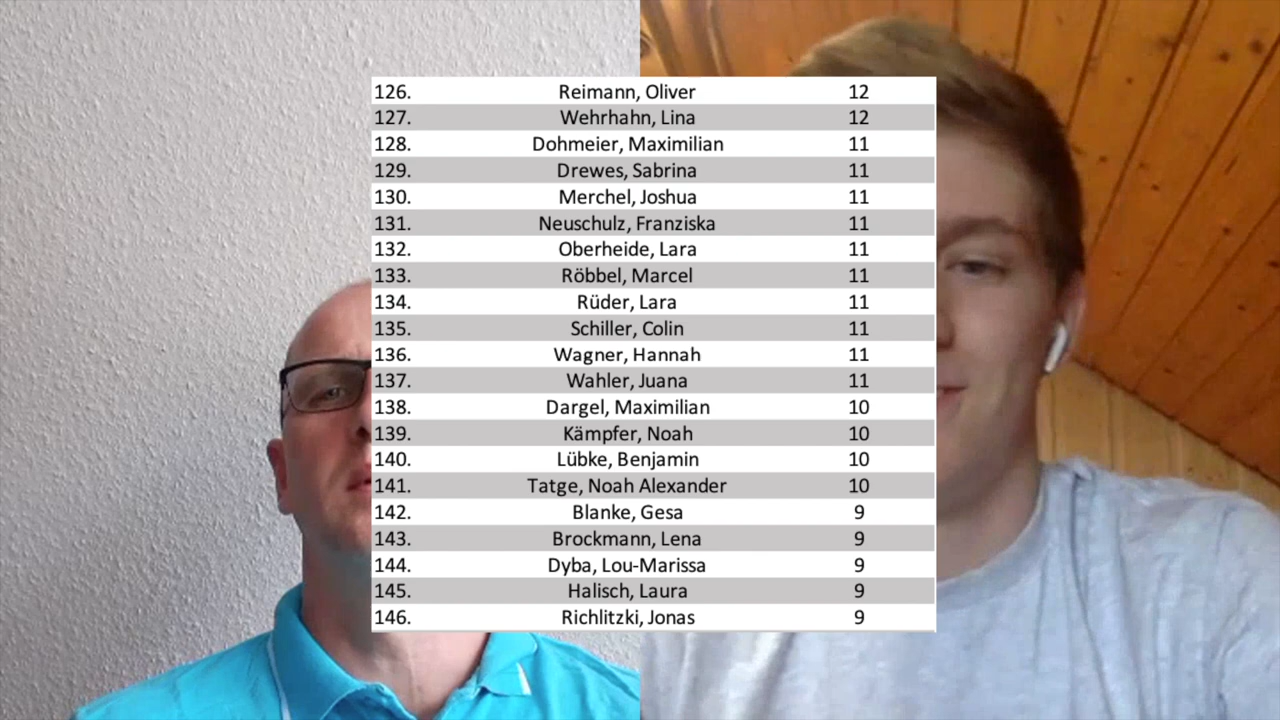 126. Reimann, Oliver 12
127. Wehrhahn, Lina 12
128. Dohmeier, Maximilian 11
129. Drewes, Sabrina 11
130. Merchel, Joshua 11
131. Neuschulz, Franziska 11
132. Oberheide, Lara 11
133. Röbbel, Marcel 11
134. Rüder, Lara 11
135. Schiller, Colin 11
136. Wagner, Hannah 11
137. Wahler, Juana 11
138. Dargel, Maximilian 10
139. Kämpfer, Noah 10
140. Lübke, Benjamin 10
141. Tatge, Noah Alexander 10
142. Blanke, Gesa 9
143. Brockmann, Lena 9
144. Dyba, Lou-Marissa 9
145. Halisch, Laura 9
146. Richlitzki, Jonas 9